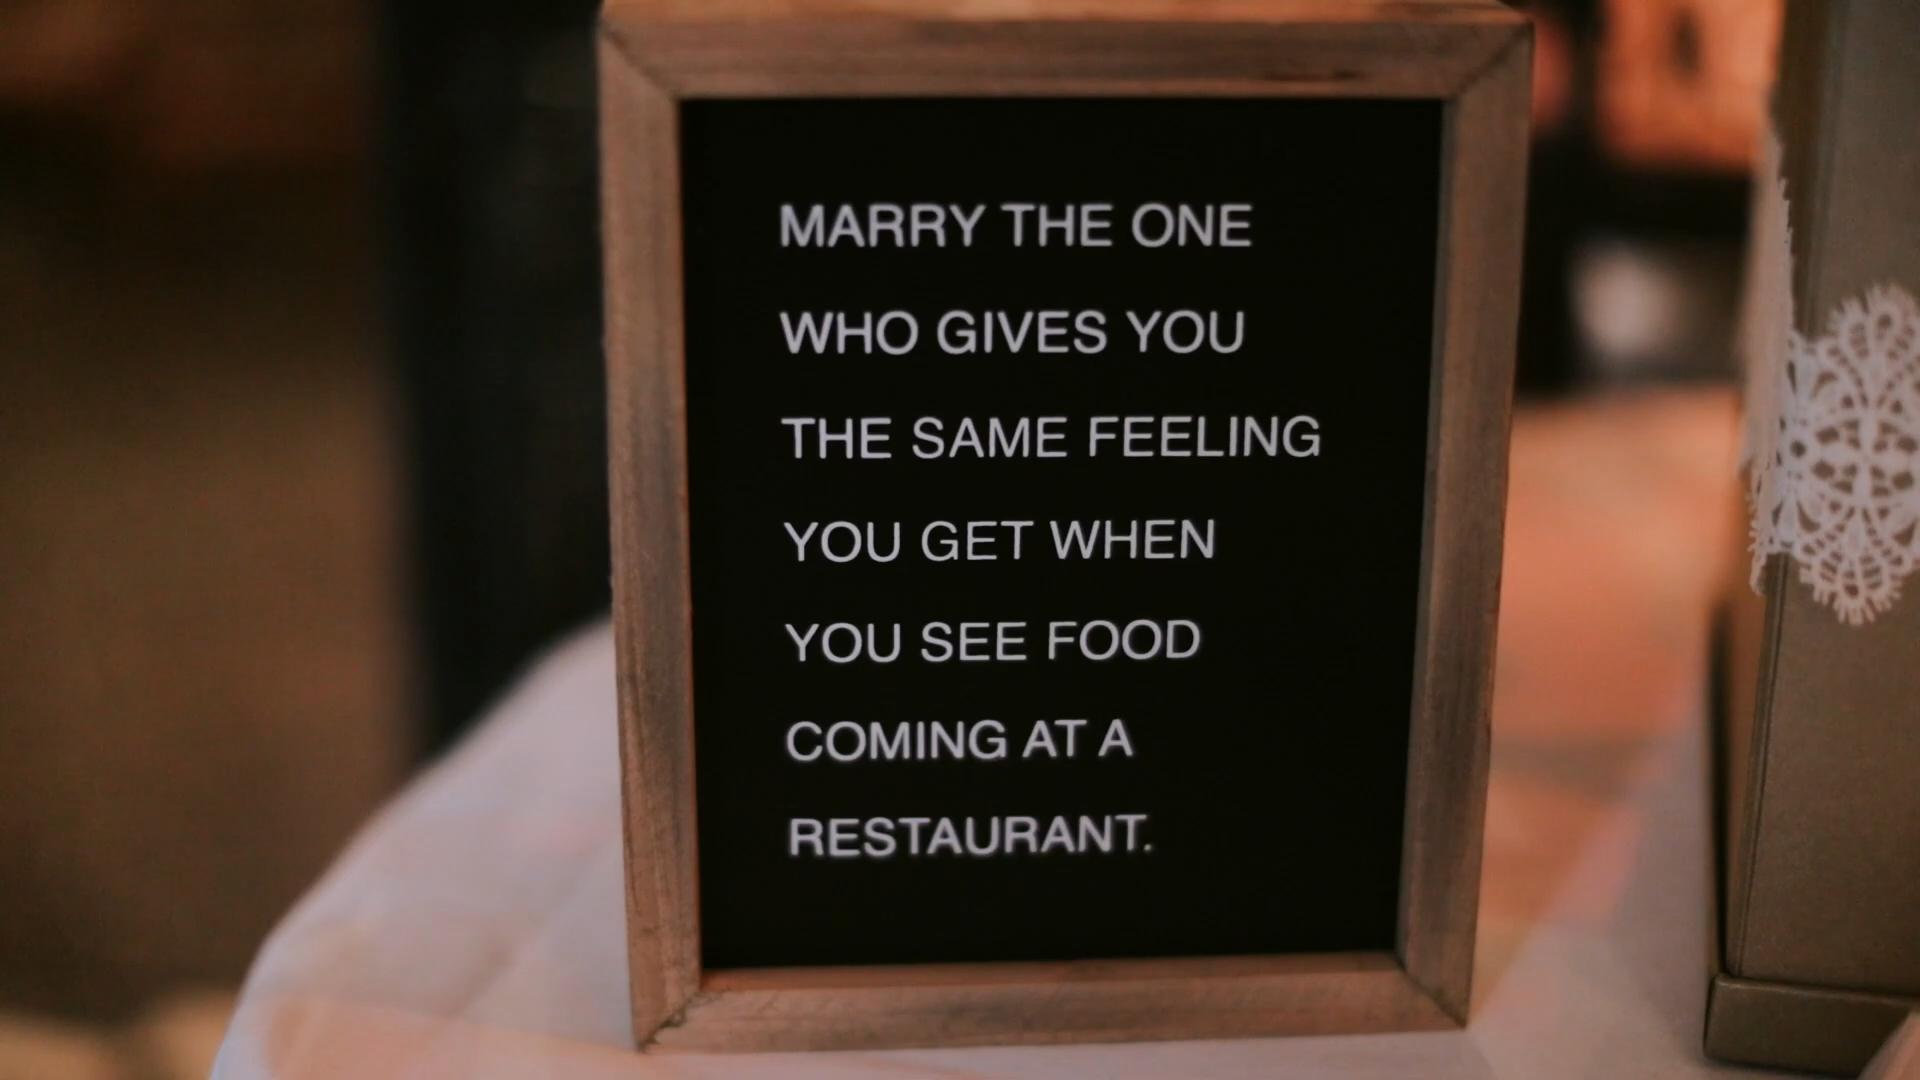 MARRY THE ONE
WHO GIVES YOU
THE SAME FEELING
YOU GET WHEN
YOU SEE FOOD
COMING AT A
RESTAURANT.